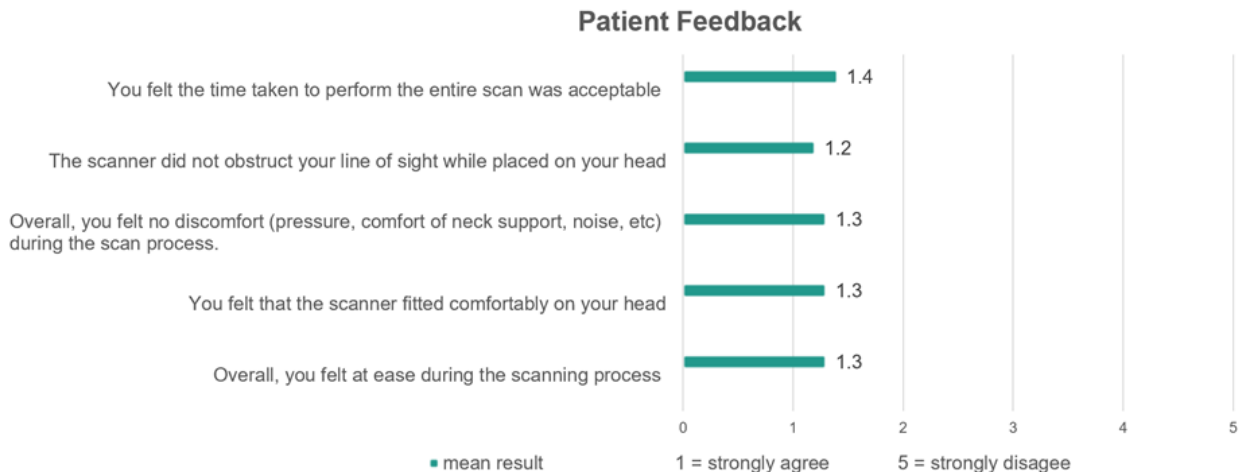 Patient Feedback
You felt the time taken to perform the entire scan was acceptable
1.4
The scanner did not obstruct your line of sight while placed on your head
1.2
Overall, you felt no discomfort (pressure, comfort of neck support, noise, etc)
during the scan process.
1.3
You felt that the scanner fitted comfortably on your head
1.3
Overall, you felt at ease during the scanning process
1.3
0 1 2 3 4 5
mean result 1 = strongly agree 5 = strongly disagee